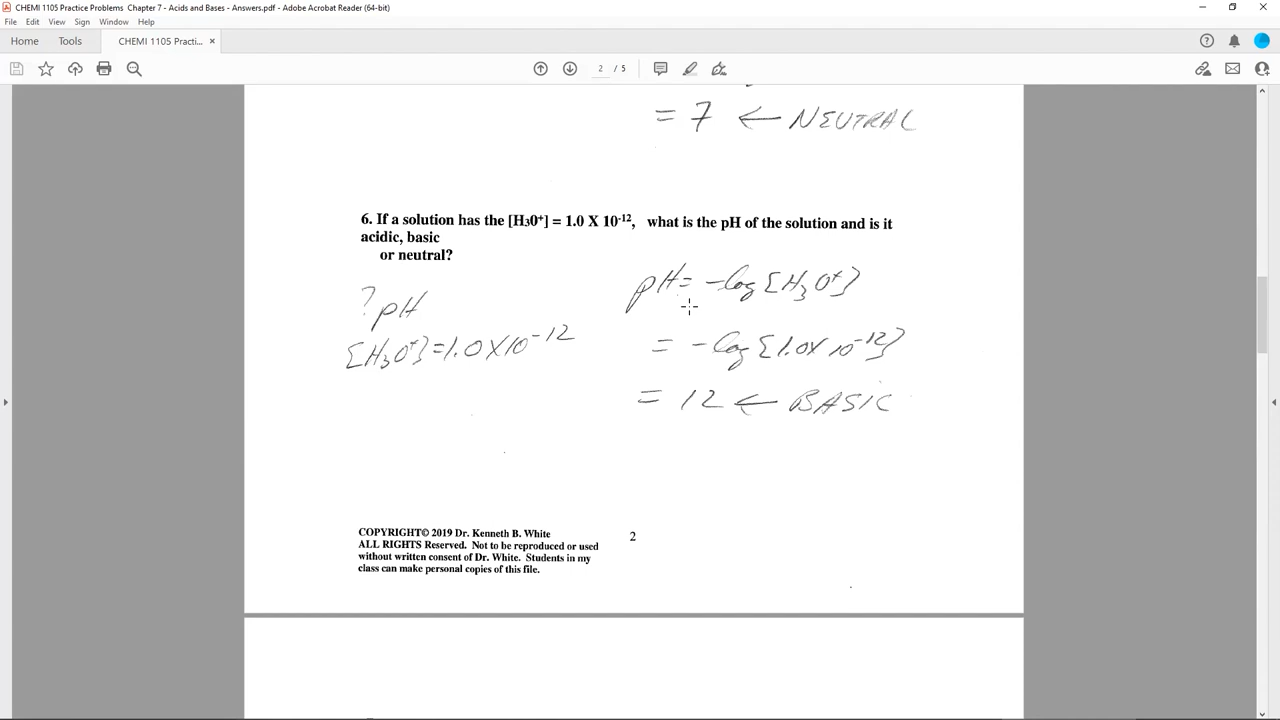 CHEMI 1105 Practice Problems Chapter 7 - Acids and Bases - Answers.pdf - Adobe Acrobat Reader (64-bit)
File Edit View Sign Window Help
Home Tools CHEMI 1105 Practi... ×
2 / 5
= 7 ← NEUTRAL
6. If a solution has the [H₃0⁺] = 1.0 X 10⁻¹², what is the pH of the solution and is it
acidic, basic
or neutral?
? pH
[H₃O⁺] = 1.0 X 10⁻¹²
pH = -log [H₃O⁺]
= -log [1.0 X 10⁻¹²]
= 12 ← BASIC
COPYRIGHT© 2019 Dr. Kenneth B. White
ALL RIGHTS Reserved. Not to be reproduced or used
without written consent of Dr. White. Students in my
class can make personal copies of this file.
2